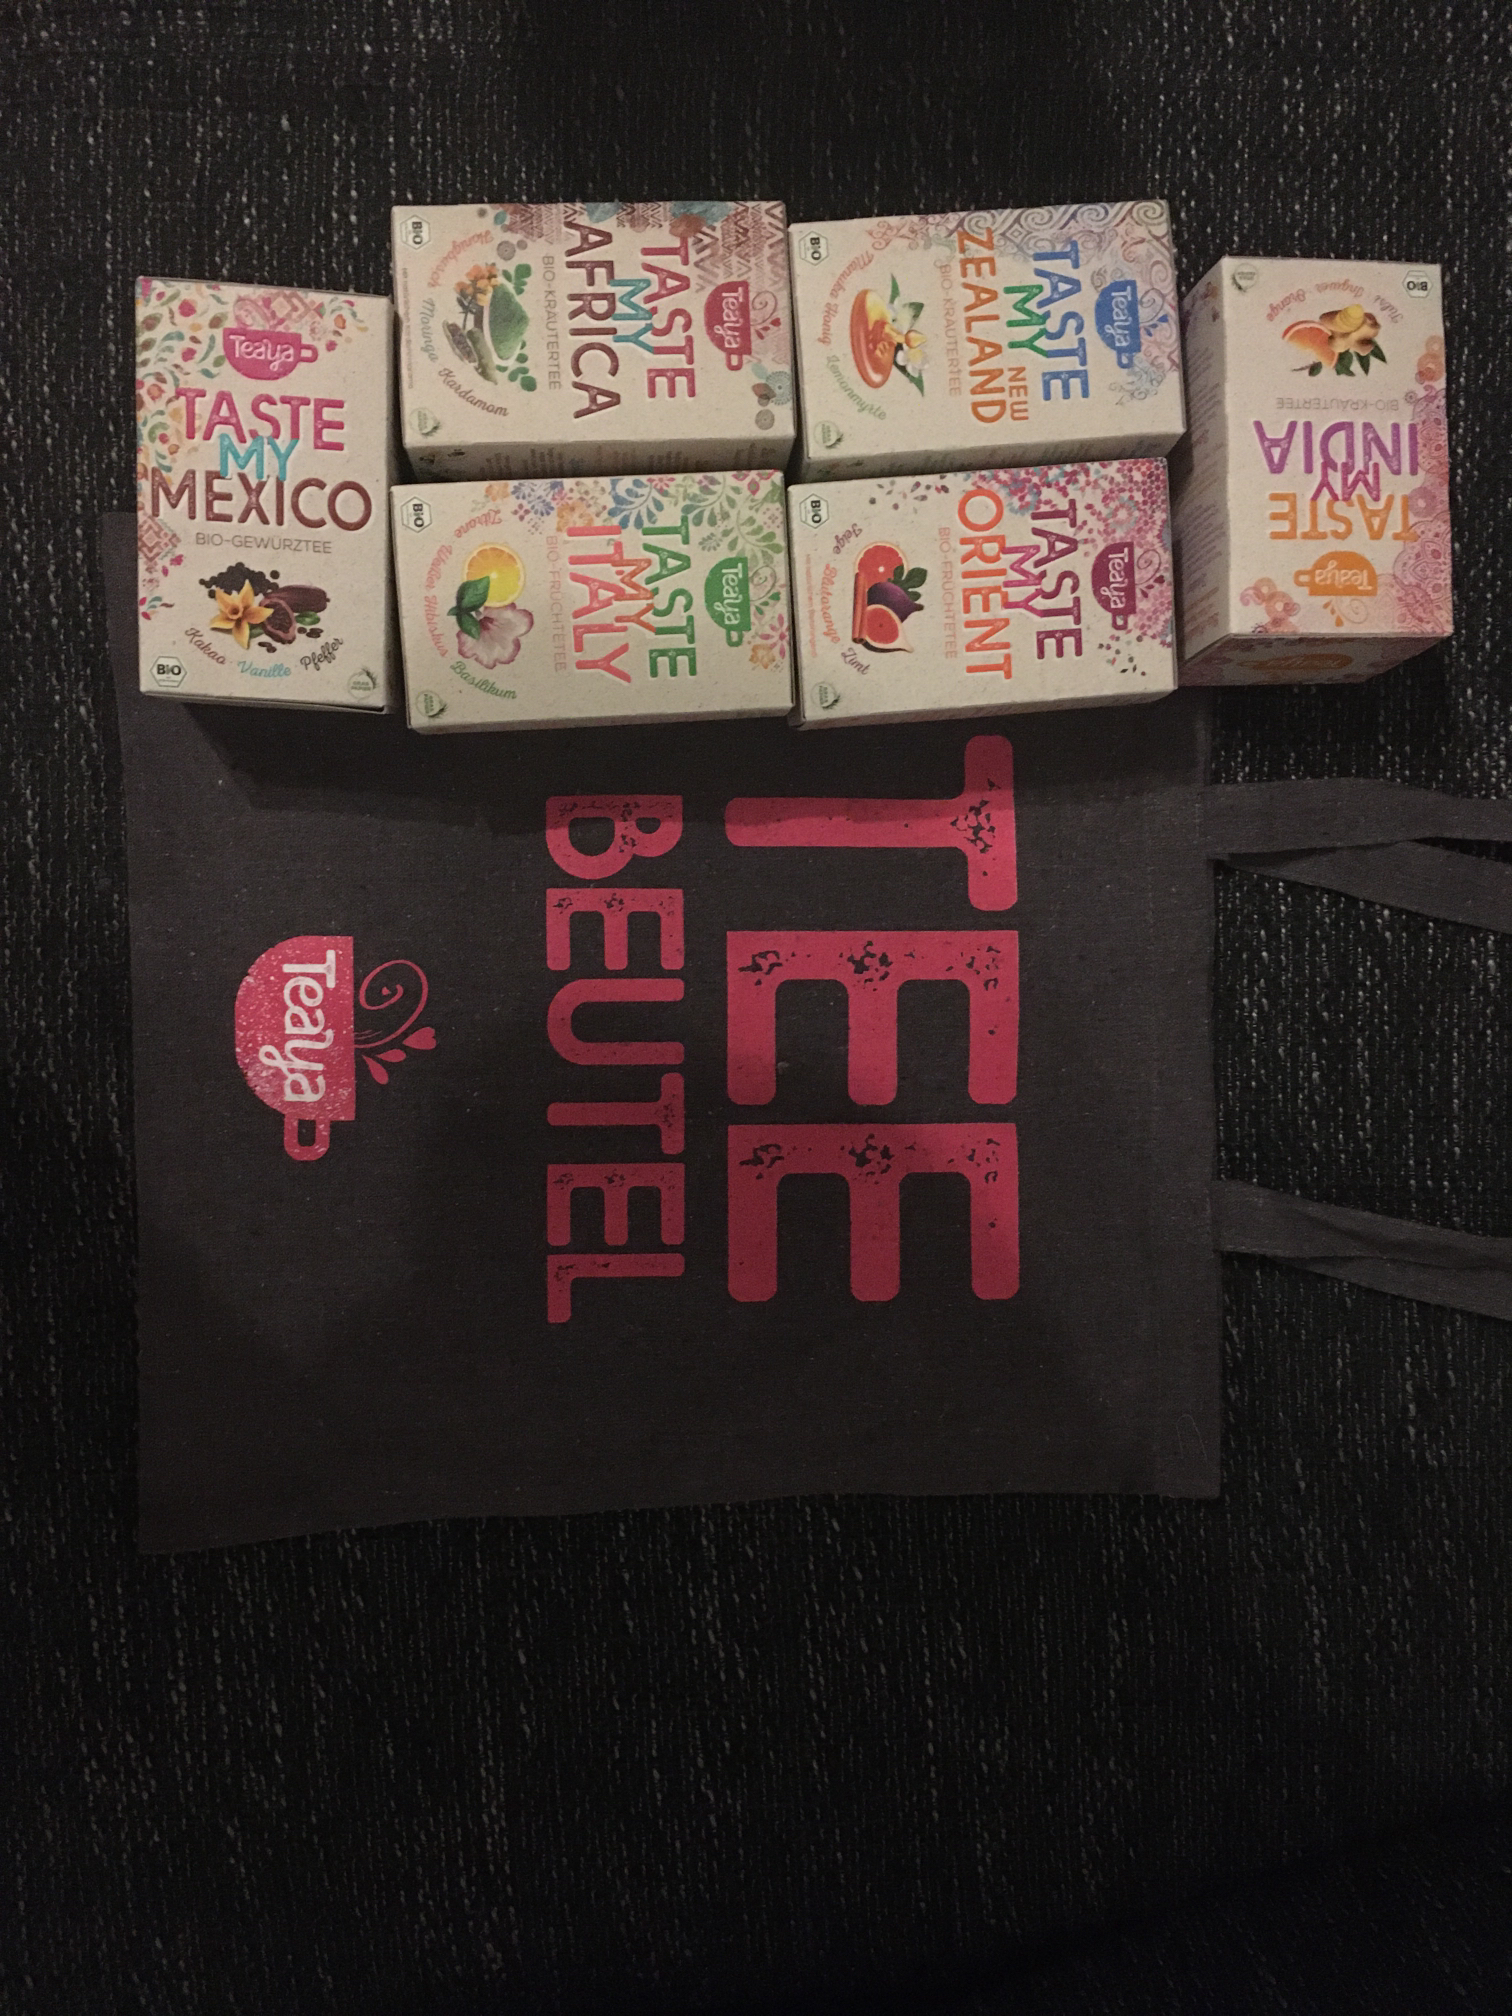 Teaya
TASTE
MY
MEXICO
BIO-GEWÜRZTEE
Kakao Vanille Pfeffer
BIO
Teaya
TASTE
MY
AFRICA
BIO-KRÄUTERTEE
Honigbusch Moringa Kardamom
BIO
Teaya
TASTE
MY
NEW
ZEALAND
BIO-KRÄUTERTEE
Manuka Honig Lemonmyrte
BIO
Teaya
TASTE
MY
ITALY
BIO-FRÜCHTETEE
Zitrone Weißer Hibiskus Basilikum
BIO
Teaya
TASTE
MY
ORIENT
BIO-FRÜCHTETEE
Feige Blutorange Zimt
BIO
Teaya
TASTE
MY
INDIA
BIO-KRÄUTERTEE
Tulsi Ingwer Orange
BIO
TEE
BEUTEL
Teaya